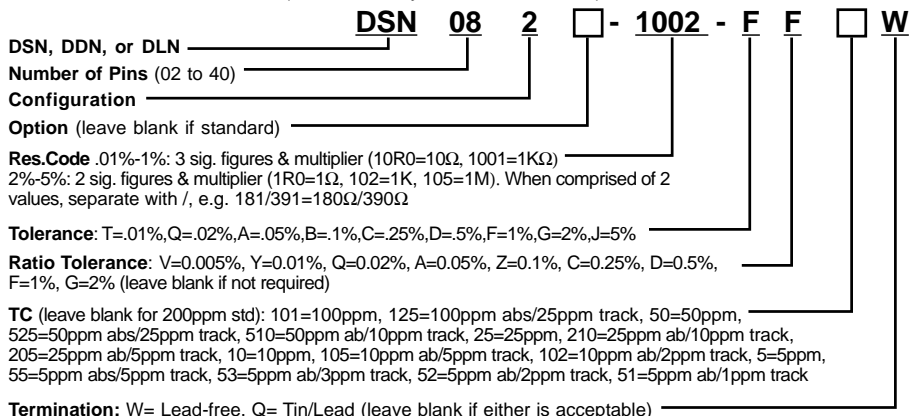 DSN 08 2 □ - 1002 - F F □ W
DSN, DDN, or DLN
Number of Pins (02 to 40)
Configuration
Option (leave blank if standard)
Res.Code .01%-1%: 3 sig. figures & multiplier (10R0=10Ω, 1001=1KΩ)
2%-5%: 2 sig. figures & multiplier (1R0=1Ω, 102=1K, 105=1M). When comprised of 2
values, separate with /, e.g. 181/391=180Ω/390Ω
Tolerance: T=.01%,Q=.02%,A=.05%,B=.1%,C=.25%,D=.5%,F=1%,G=2%,J=5%
Ratio Tolerance: V=0.005%, Y=0.01%, Q=0.02%, A=0.05%, Z=0.1%, C=0.25%, D=0.5%,
F=1%, G=2% (leave blank if not required)
TC (leave blank for 200ppm std): 101=100ppm, 125=100ppm abs/25ppm track, 50=50ppm,
525=50ppm abs/25ppm track, 510=50ppm ab/10ppm track, 25=25ppm, 210=25ppm ab/10ppm track,
205=25ppm ab/5ppm track, 10=10ppm, 105=10ppm ab/5ppm track, 102=10ppm ab/2ppm track, 5=5ppm,
55=5ppm abs/5ppm track, 53=5ppm ab/3ppm track, 52=5ppm ab/2ppm track, 51=5ppm ab/1ppm track
Termination: W= Lead-free, Q= Tin/Lead (leave blank if either is acceptable)